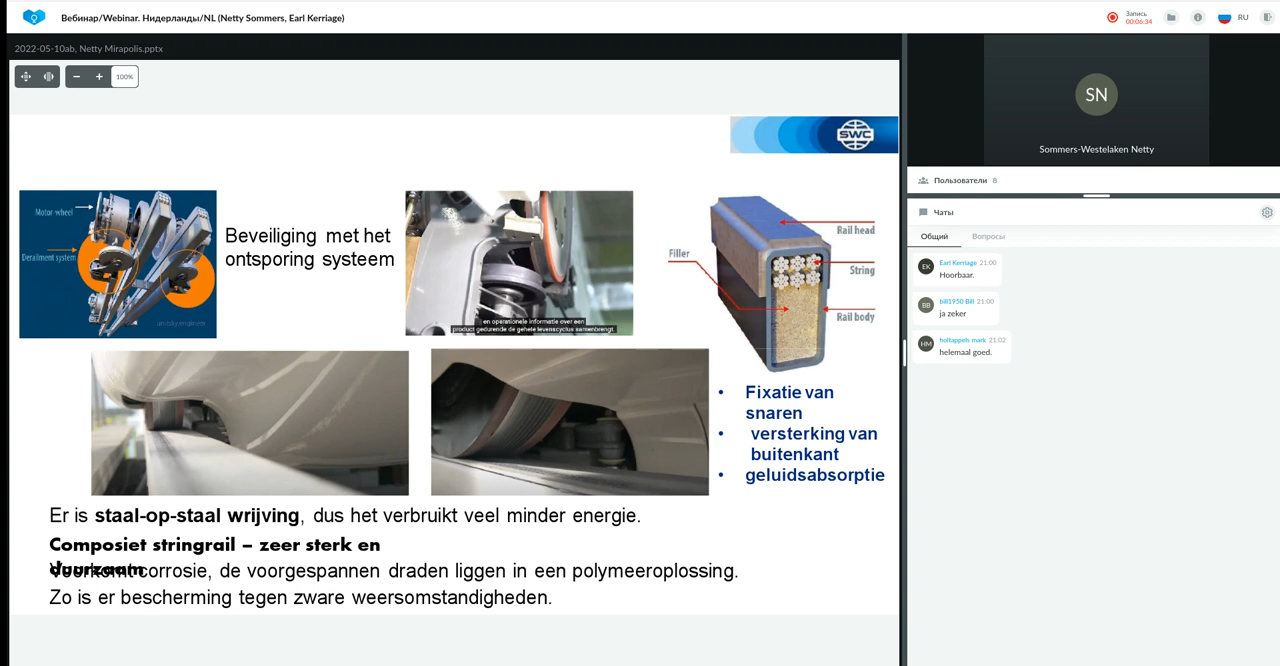 Вебинар/Webinar. Нидерланды/NL (Netty Sommers, Earl Kerriage)
Запись
00:06:34
RU
2022-05-10ab, Netty Mirapolis.pptx
100%
SWC
Motor-wheel
Derailment system
unitsky.engineer
Beveiliging met het
ontsporing systeem
en operationele informatie over een
product gedurende de gehele levenscyclus samenbrengt.
Rail head
Filler
String
Rail body
• Fixatie van
snaren
• versterking van
buitenkant
• geluidsabsorptie
Er is staal-op-staal wrijving, dus het verbruikt veel minder energie.
Composiet stringrail – zeer sterk en
duurzaam
Voorkomt corrosie, de voorgespannen draden liggen in een polymeeroplossing.
Zo is er bescherming tegen zware weersomstandigheden.
SN
Sommers-Westelaken Netty
Пользователи 8
Чаты
Общий
Вопросы
EK
Earl Kerriage 21:00
Hoorbaar.
BB
bill1950 Bill 21:00
ja zeker
HM
holtappels mark 21:02
helemaal goed.